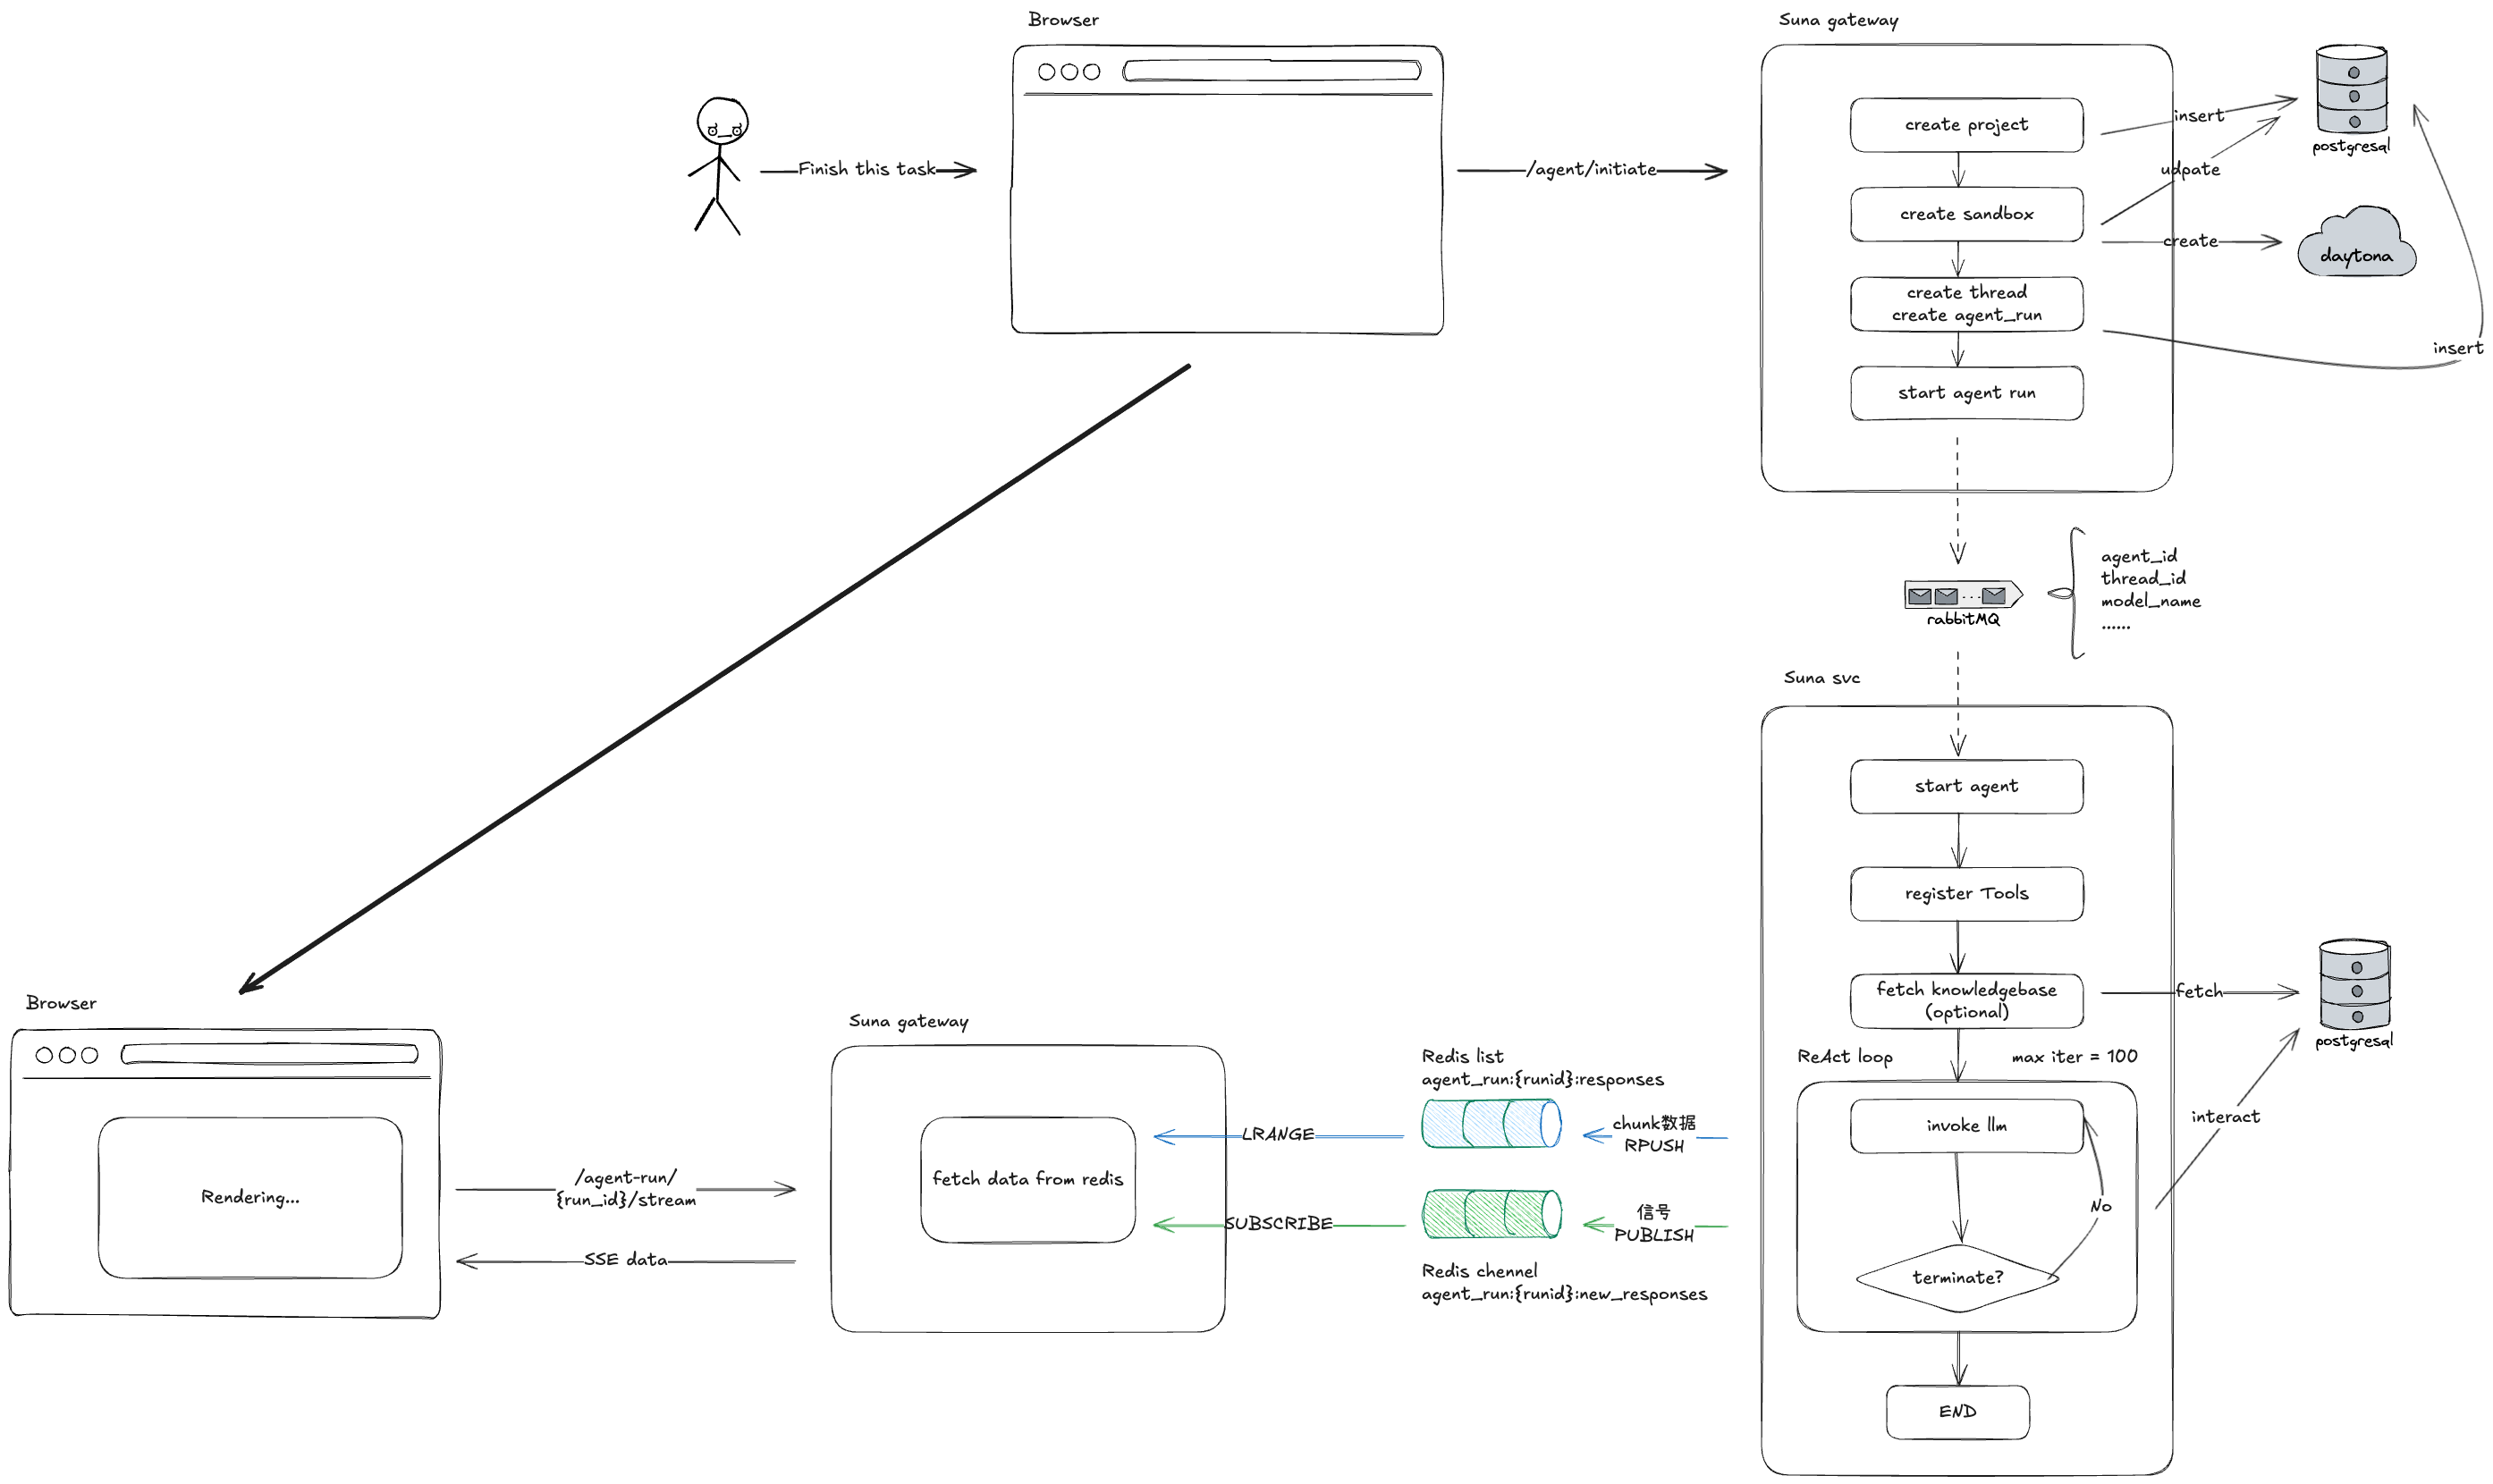 Browser
Suna gateway
Finish this task
/agent/initiate
create project
create sandbox
create thread
create agent_run
start agent run
insert
udpate
create
insert
postgresql
daytona
rabbitMQ
agent_id
thread_id
model_name
......
Suna svc
start agent
register Tools
fetch knowledgebase
(optional)
fetch
postgresql
interact
ReAct loop
max iter = 100
invoke llm
No
terminate?
END
Browser
Rendering...
/agent-run/
{run_id}/stream
SSE data
Suna gateway
fetch data from redis
LRANGE
SUBSCRIBE
Redis list
agent_run:{runid}:responses
chunk数据
RPUSH
信号
PUBLISH
Redis chennel
agent_run:{runid}:new_responses